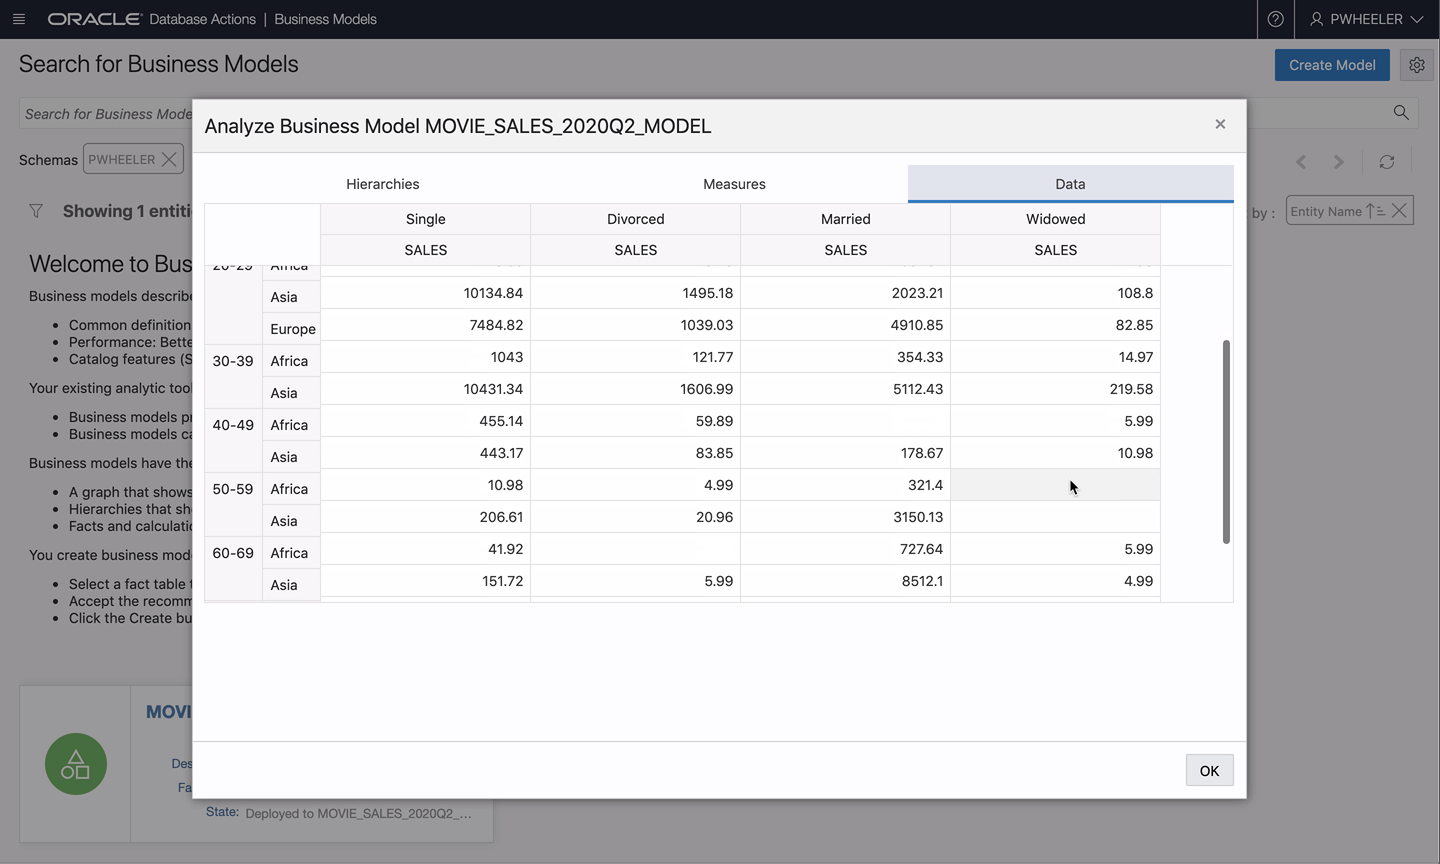 ORACLE Database Actions | Business Models
PWHEELER
Search for Business Models
Create Model
Search for Business Mode
Analyze Business Model MOVIE_SALES_2020Q2_MODEL
Schemas PWHEELER
Hierarchies Measures Data
Showing 1 entiti
by : Entity Name
Single Divorced Married Widowed
SALES SALES SALES SALES
20-29 Africa
Asia 10134.84 1495.18 2023.21 108.8
Europe 7484.82 1039.03 4910.85 82.85
30-39 Africa 1043 121.77 354.33 14.97
Asia 10431.34 1606.99 5112.43 219.58
40-49 Africa 455.14 59.89 5.99
Asia 443.17 83.85 178.67 10.98
50-59 Africa 10.98 4.99 321.4
Asia 206.61 20.96 3150.13
60-69 Africa 41.92 727.64 5.99
Asia 151.72 5.99 8512.1 4.99
OK
Welcome to Bus
Business models describe
Common definition
Performance: Bette
Catalog features (S
Your existing analytic tool
Business models pr
Business models ca
Business models have the
A graph that shows
Hierarchies that sh
Facts and calculatio
You create business mode
Select a fact table t
Accept the recomm
Click the Create bu
MOVI
Des
Fa
State: Deployed to MOVIE_SALES_2020Q2_...